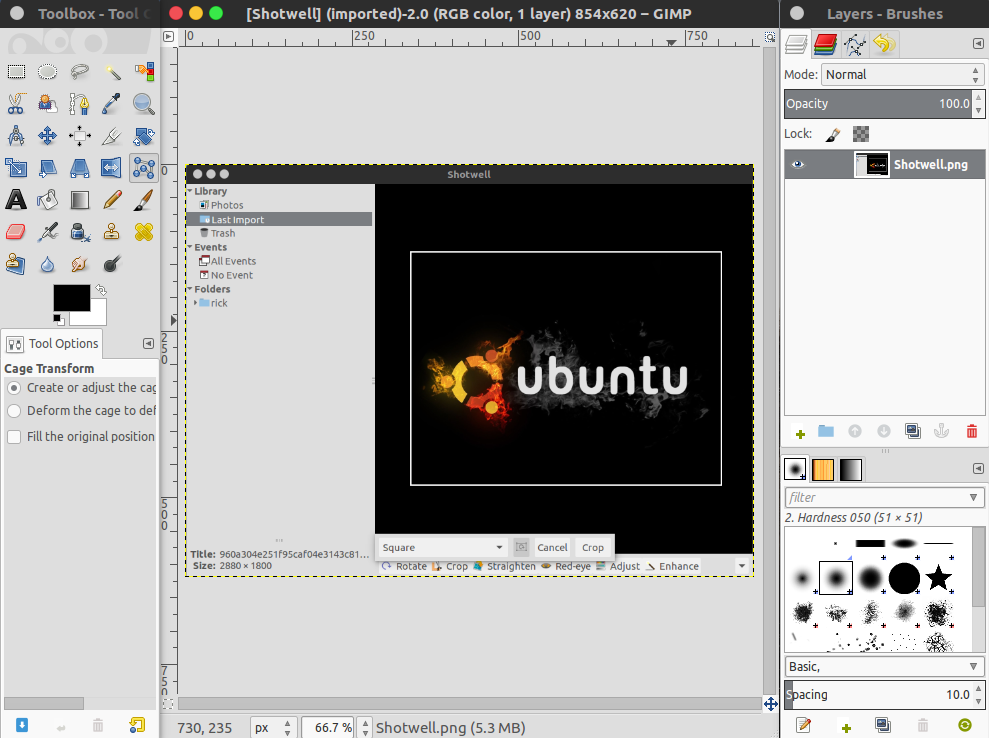 Toolbox - Tool
[Shotwell] (imported)-2.0 (RGB color, 1 layer) 854x620 – GIMP
Layers - Brushes
0 250 500 750
Mode: Normal
Opacity 100.0
Lock:
Shotwell.png
Shotwell
Library
Photos
Last Import
Trash
Events
All Events
No Event
Folders
rick
ubuntu
0
250
500
750
Tool Options
Cage Transform
Create or adjust the cag
Deform the cage to def
Fill the original position
Square Cancel Crop
Title: 960a304e251f95caf04e3143c81...
Size: 2880 × 1800
Rotate Crop Straighten Red-eye Adjust Enhance
filter
2. Hardness 050 (51 × 51)
Basic,
Spacing 10.0
730, 235 px 66.7 % Shotwell.png (5.3 MB)